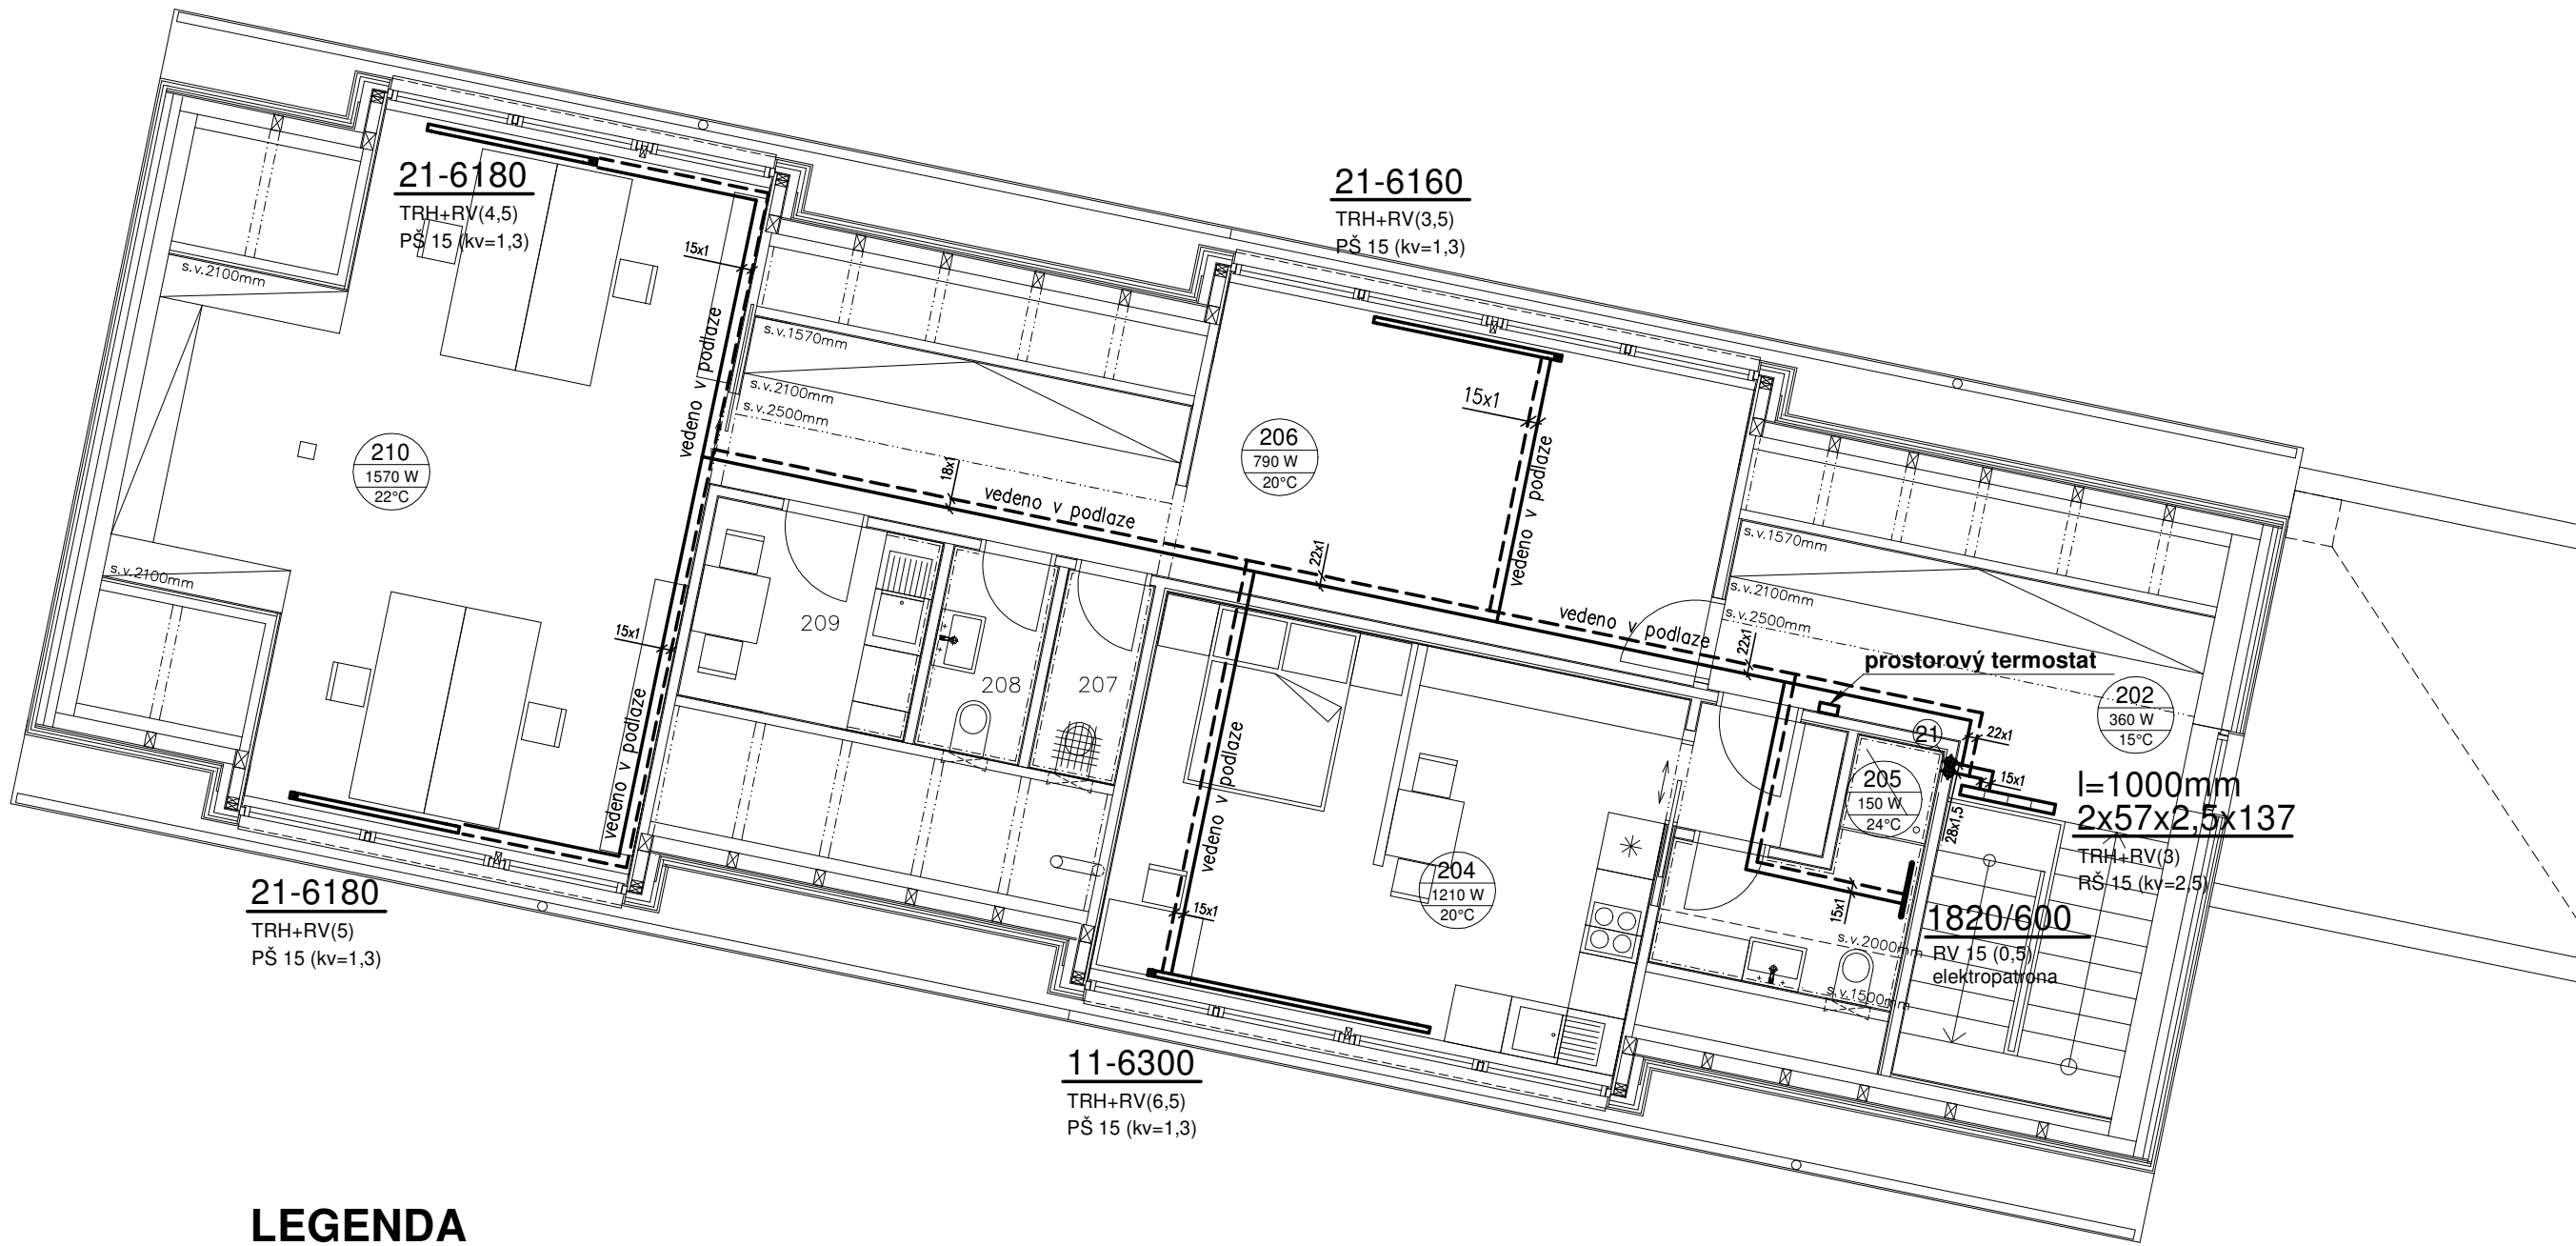 21-6180
TRH+RV(4,5)
PŠ 15 (kv=1,3)
21-6160
TRH+RV(3,5)
PŠ 15 (kv=1,3)
s.v.2100mm
15x1
vedeno v podlaze
s.v.1570mm
s.v.2100mm
s.v.2500mm
15x1
vedeno v podlaze
206
790 W
20°C
210
1570 W
22°C
18x1
vedeno v podlaze
22x1
s.v.1570mm
s.v.2100mm
s.v.2500mm
s.v.2100mm
15x1
vedeno v podlaze
209
208
207
vedeno v podlaze
22x1
prostorový termostat
202
360 W
15°C
21
22x1
15x1
205
150 W
24°C
28x1,5
l=1000mm
2x57x2,5x137
TRH+RV(3)
RŠ 15 (kv=2,5)
vedeno v podlaze
15x1
204
1210 W
20°C
15x1
1820/600
RV 15 (0,5)
elektropatrona
s.v.2000mm
s.v.1500mm
21-6180
TRH+RV(5)
PŠ 15 (kv=1,3)
11-6300
TRH+RV(6,5)
PŠ 15 (kv=1,3)
LEGENDA